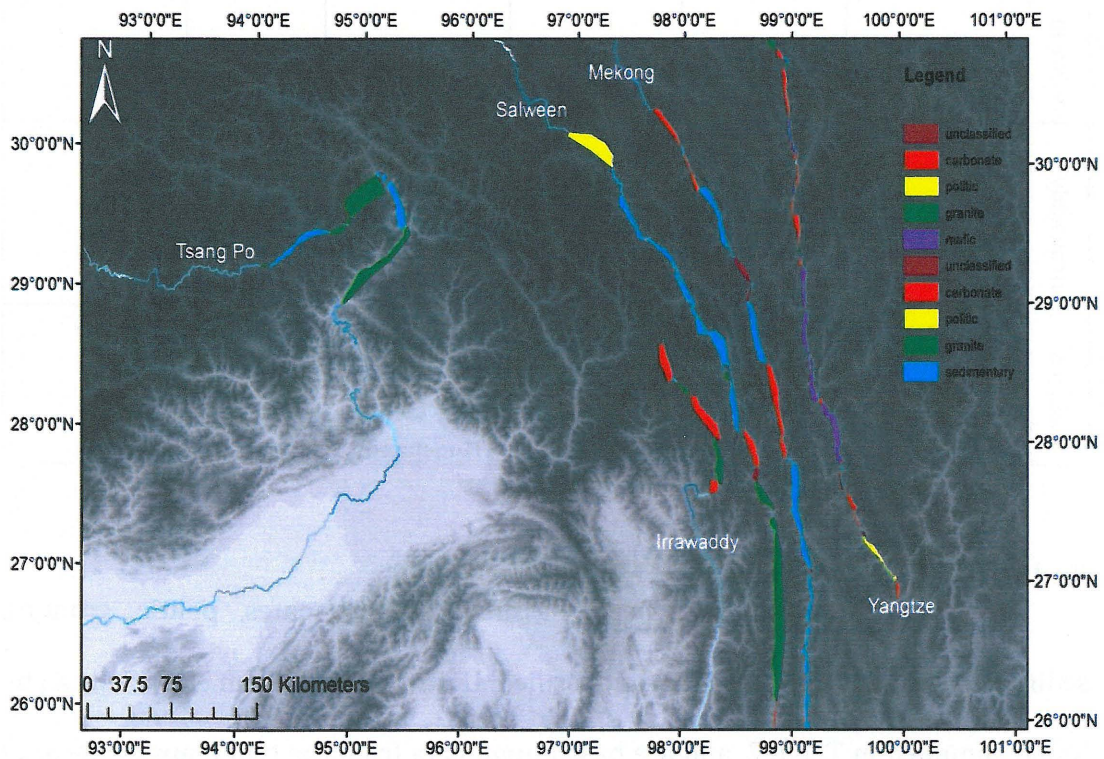 93°0'0"E 94°0'0"E 95°0'0"E 96°0'0"E 97°0'0"E 98°0'0"E 99°0'0"E 100°0'0"E 101°0'0"E
N
Mekong
Legend
Salween
unclassified
30°0'0"N
carbonate
30°0'0"N
politic
granite
mafic
Tsang Po
unclassified
29°0'0"N
carbonate
29°0'0"N
politic
granite
sedimentary
28°0'0"N
28°0'0"N
Irrawaddy
27°0'0"N
27°0'0"N
Yangtze
0 37.5 75 150 Kilometers
26°0'0"N
26°0'0"N
93°0'0"E 94°0'0"E 95°0'0"E 96°0'0"E 97°0'0"E 98°0'0"E 99°0'0"E 100°0'0"E 101°0'0"E